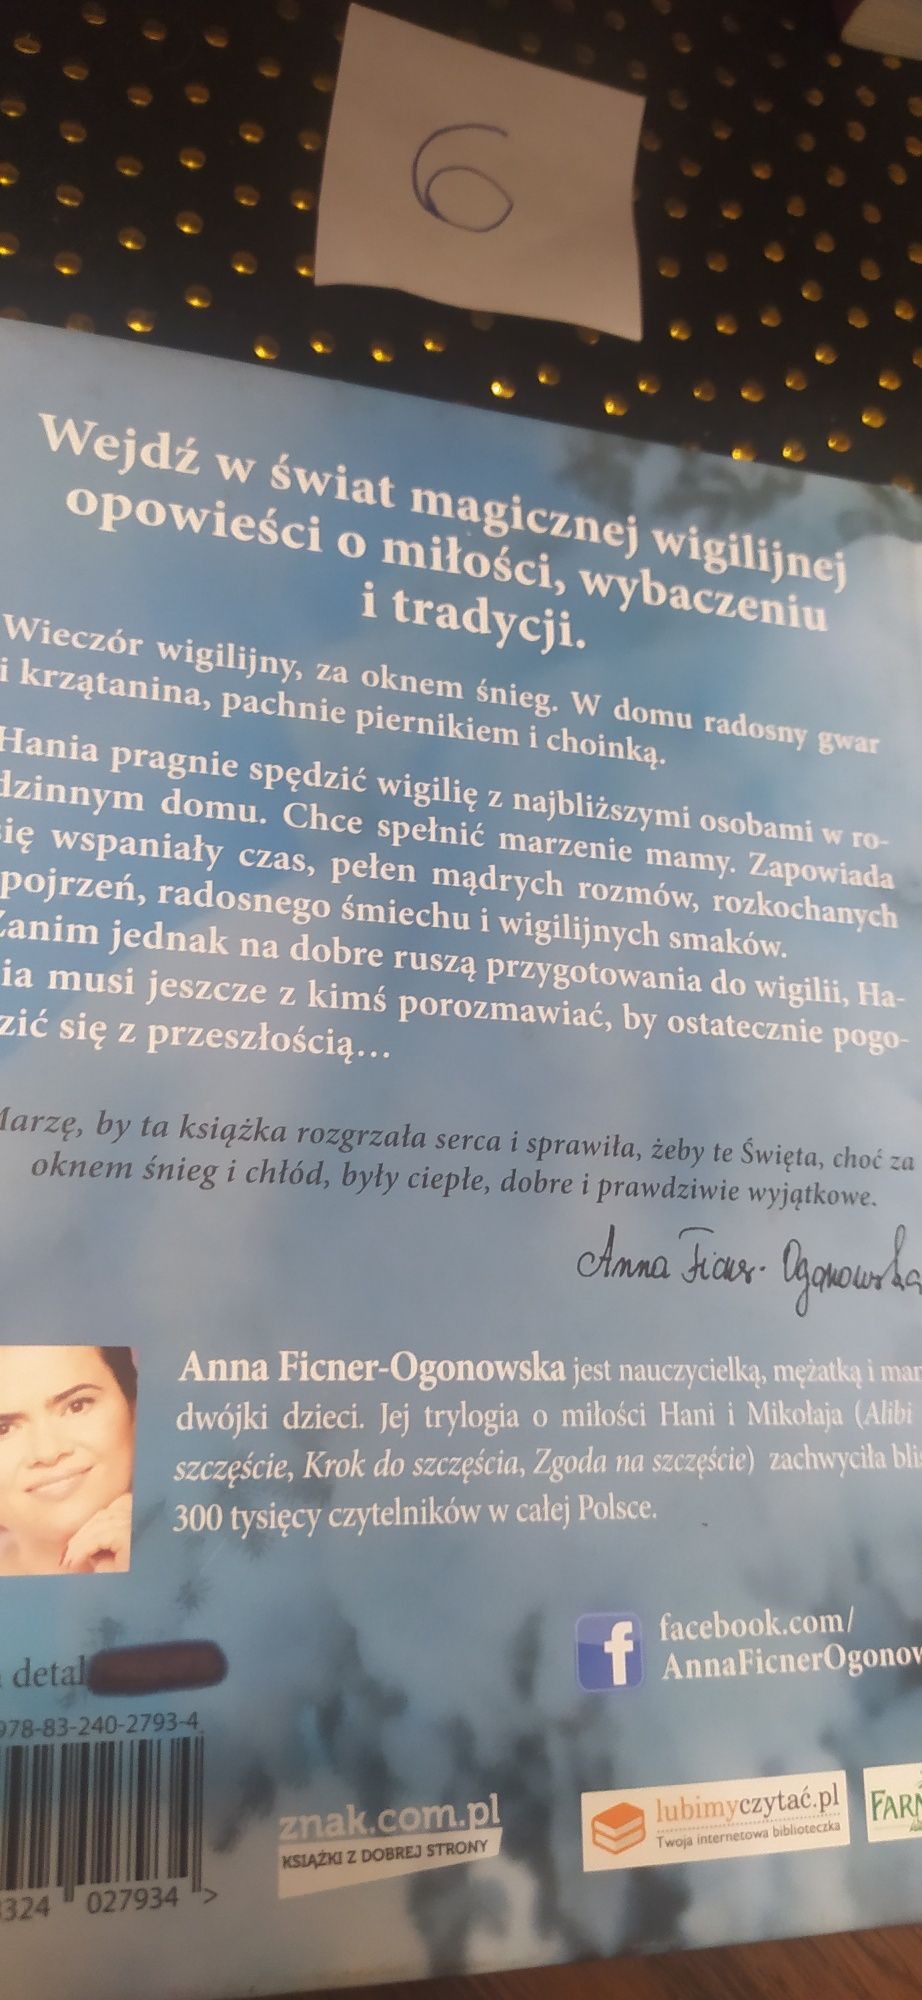 6
Wejdź w świat magicznej wigilijnej
opowieści o miłości, wybaczeniu
i tradycji.
Wieczór wigilijny, za oknem śnieg. W domu radosny gwar
i krzątanina, pachnie piernikiem i choinką.
Hania pragnie spędzić wigilię z najbliższymi osobami w ro-
dzinnym domu. Chce spełnić marzenie mamy. Zapowiada
się wspaniały czas, pełen mądrych rozmów, rozkochanych
pojrzeń, radosnego śmiechu i wigilijnych smaków.
Zanim jednak na dobre ruszą przygotowania do wigilii, Ha-
ia musi jeszcze z kimś porozmawiać, by ostatecznie pogo-
zić się z przeszłością...
Marzę, by ta książka rozgrzała serca i sprawiła, żeby te Święta, choć za
oknem śnieg i chłód, były ciepłe, dobre i prawdziwie wyjątkowe.
Anna Ficner-Ogonowska
Anna Ficner-Ogonowska jest nauczycielką, mężatką i mam
dwójki dzieci. Jej trylogia o miłości Hani i Mikołaja (Alibi
szczęście, Krok do szczęścia, Zgoda na szczęście) zachwyciła blis
300 tysięcy czytelników w całej Polsce.
facebook.com/
AnnaFicnerOgonow
detal
978-83-240-2793-4
324 027934 >
znak.com.pl
KSIĄŻKI Z DOBREJ STRONY
lubimyczytać.pl
Twoja internetowa biblioteczka
FARM